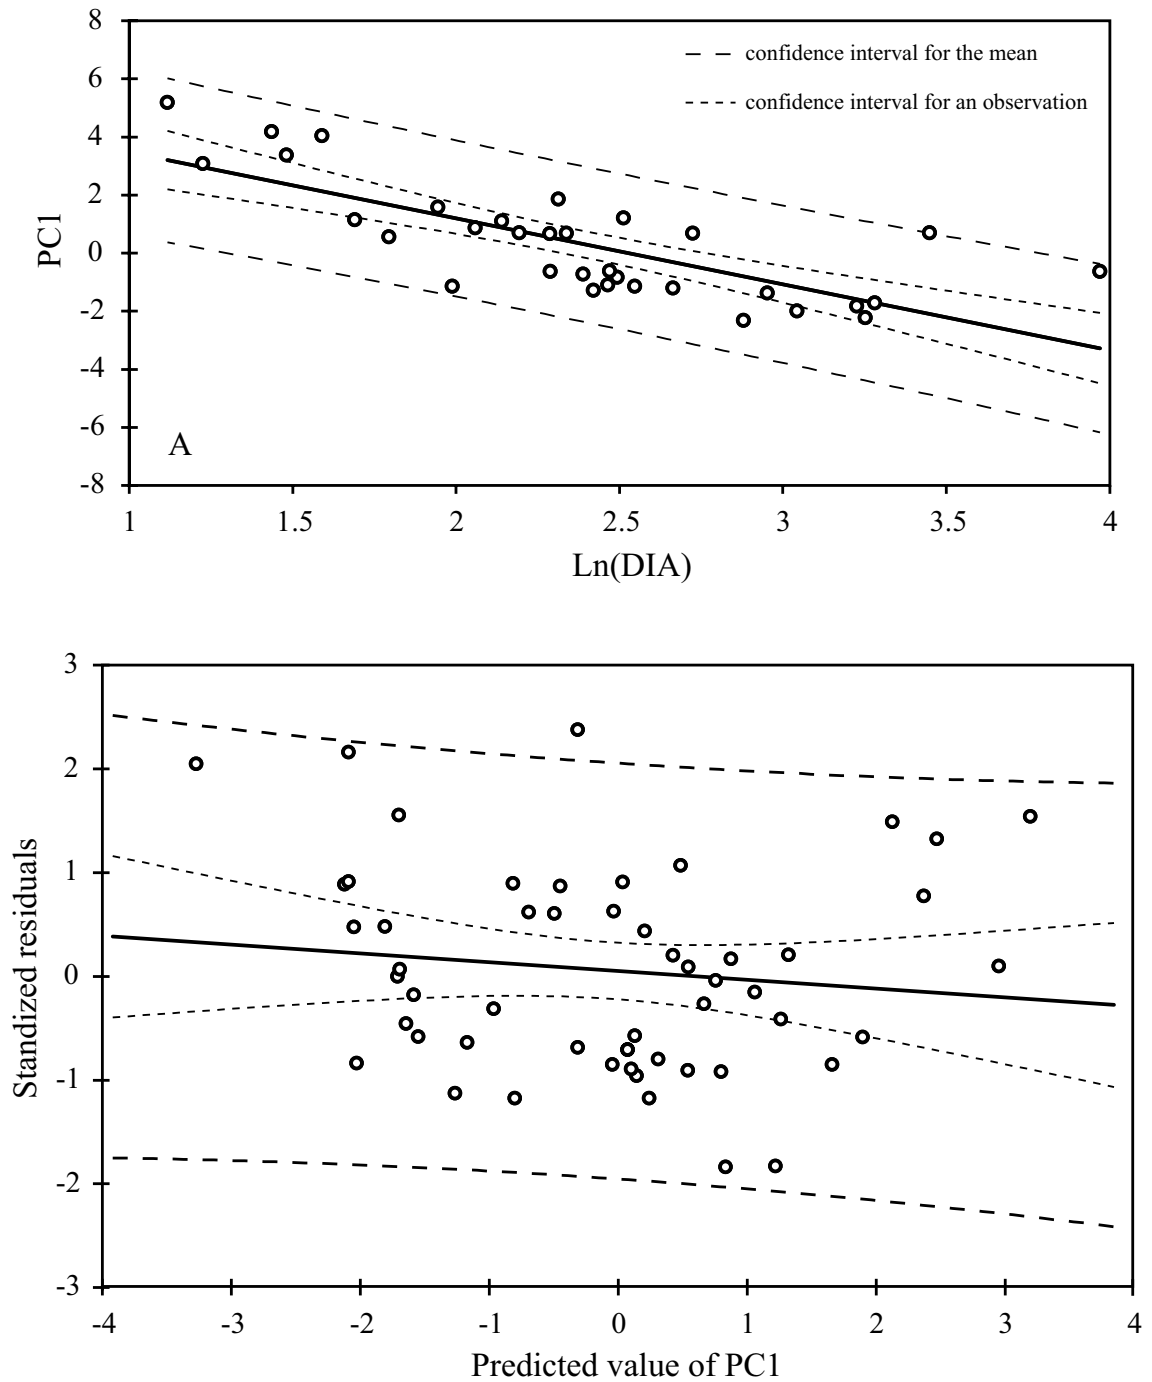 8
6
4
2
0
-2
-4
-6
-8
PC1
confidence interval for the mean
confidence interval for an observation
A
1 1.5 2 2.5 3 3.5 4
Ln(DIA)
3
2
1
0
-1
-2
-3
Standized residuals
-4 -3 -2 -1 0 1 2 3 4
Predicted value of PC1